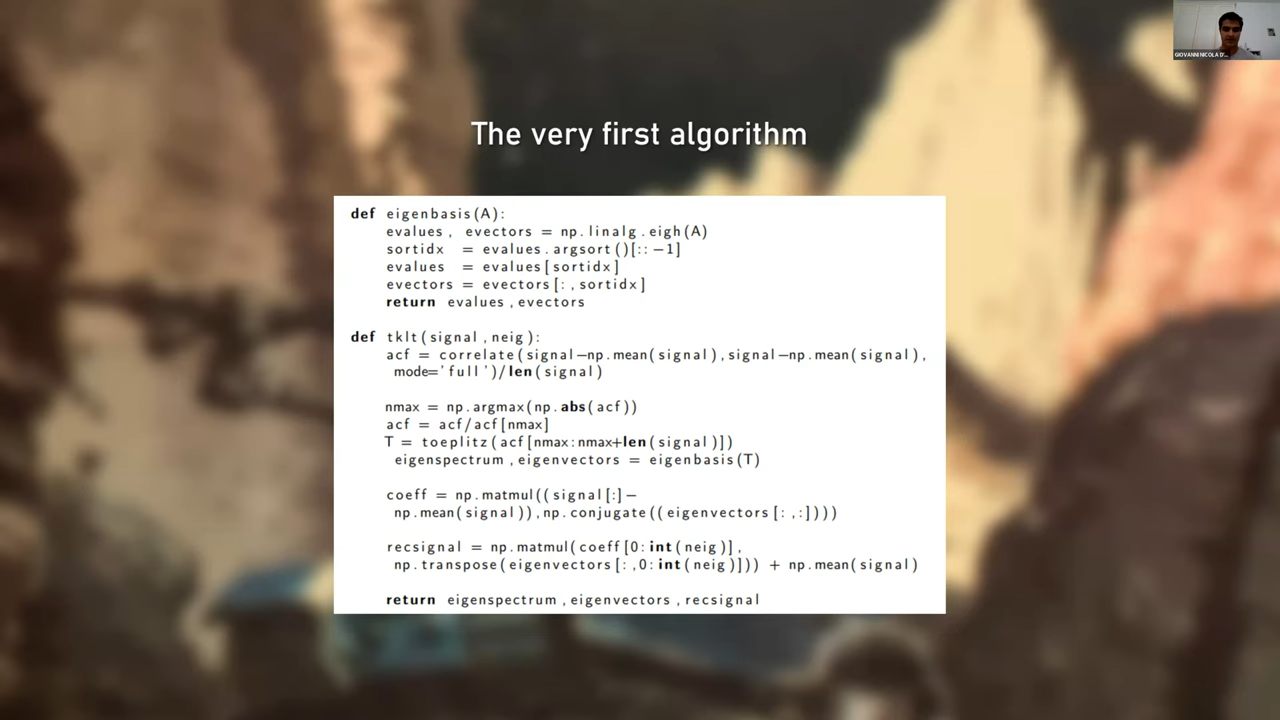 GIOVANNI NICOLA D'...
The very first algorithm
def eigenbasis(A):
evalues, evectors = np.linalg.eigh(A)
sortidx = evalues.argsort()[::-1]
evalues = evalues[sortidx]
evectors = evectors[:,sortidx]
return evalues,evectors
def tklt(signal,neig):
acf = correlate(signal-np.mean(signal),signal-np.mean(signal),
mode='full')/len(signal)
nmax = np.argmax(np.abs(acf))
acf = acf/acf[nmax]
T = toeplitz(acf[nmax:nmax+len(signal)])
eigenspectrum,eigenvectors = eigenbasis(T)
coeff = np.matmul((signal[:]-
np.mean(signal)),np.conjugate((eigenvectors[:,:])))
recsignal = np.matmul(coeff[0:int(neig)],
np.transpose(eigenvectors[:,0:int(neig)])) + np.mean(signal)
return eigenspectrum,eigenvectors,recsignal